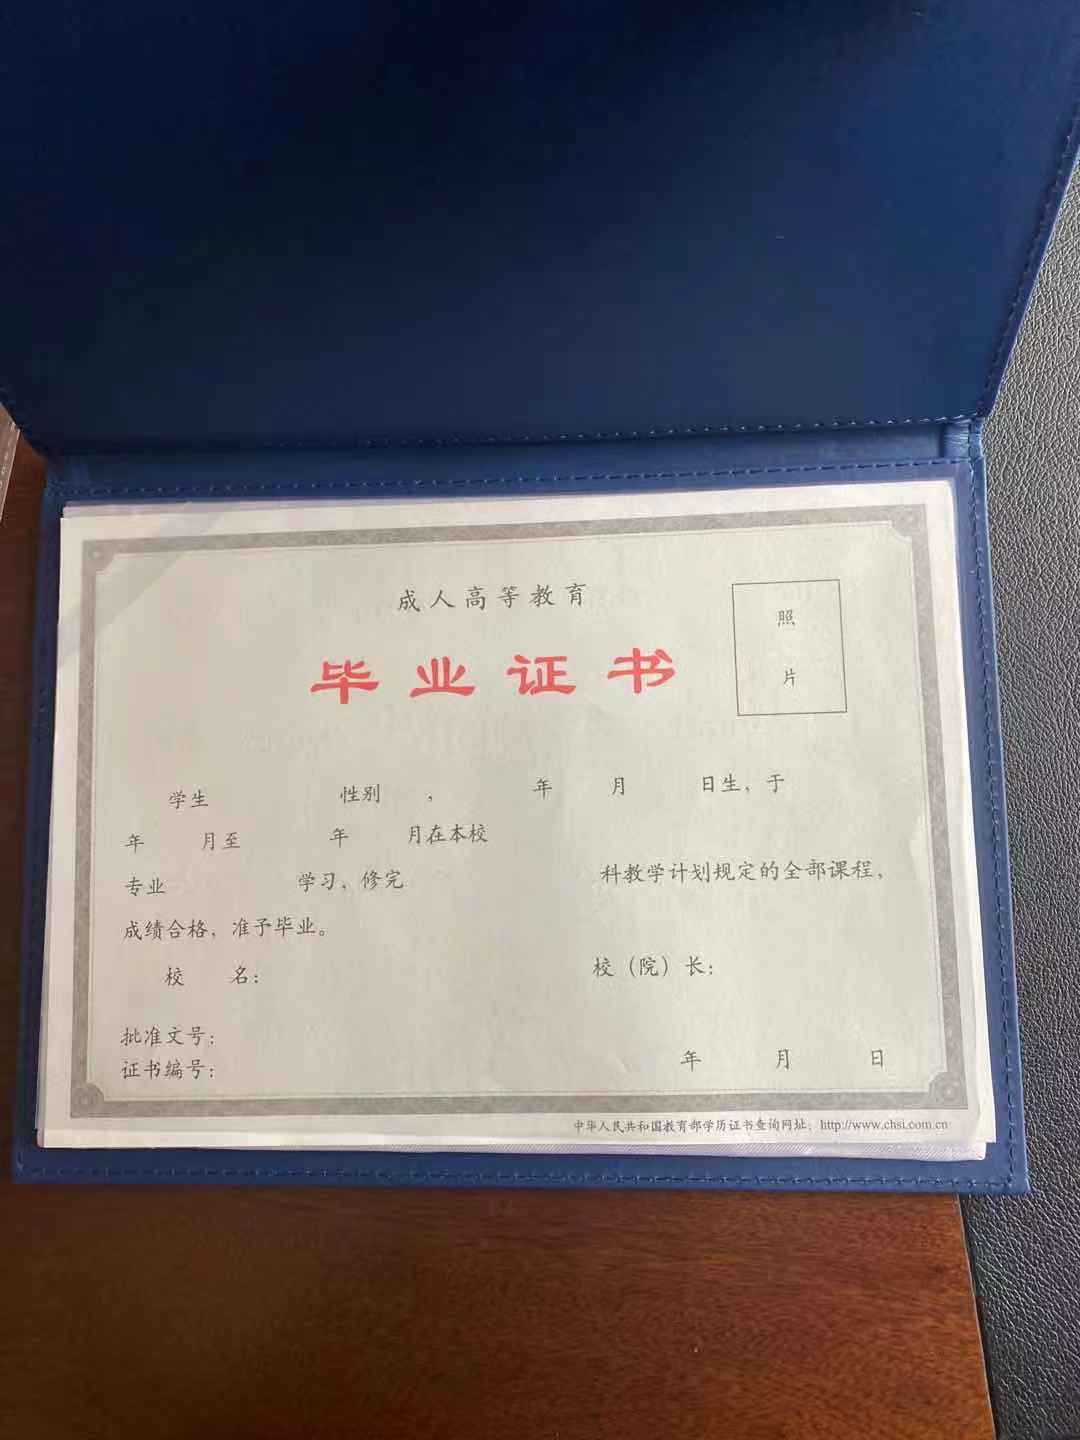 成人高等教育
照
毕业证书
片
学生 性别 ， 年 月 日生，于
年 月至 年 月在本校
专业 学习，修完 科教学计划规定的全部课程，
成绩合格，准予毕业。
校 名： 校（院）长：
批准文号：
证书编号： 年 月 日
中华人民共和国教育部学历证书查询网址：http://www.chsi.com.cn